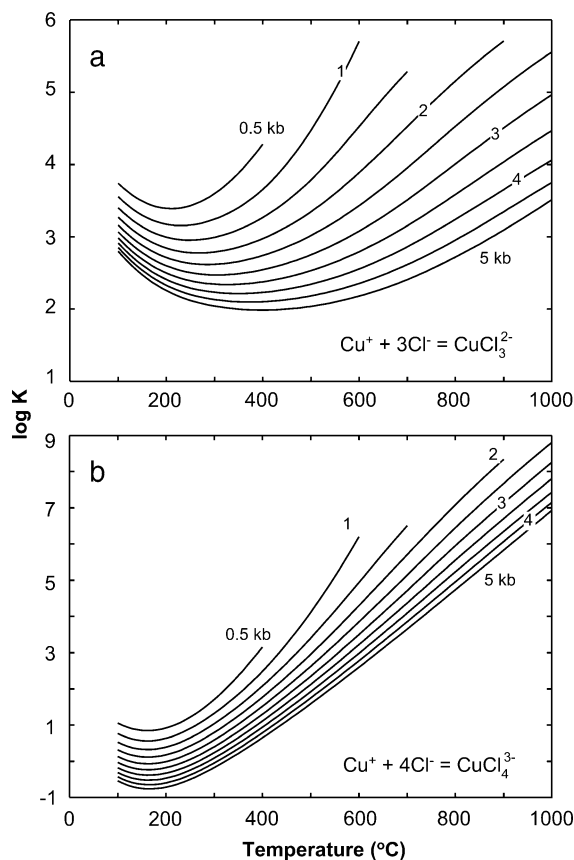 6
a
5
1
0.5 kb
2
4
3
3
4
5 kb
2
Cu⁺ + 3Cl⁻ = CuCl₃²⁻
1
0 200 400 600 800 1000
log K
9
b
2
7
3
1
4
5
5 kb
0.5 kb
3
1
Cu⁺ + 4Cl⁻ = CuCl₄³⁻
-1
0 200 400 600 800 1000
Temperature (°C)